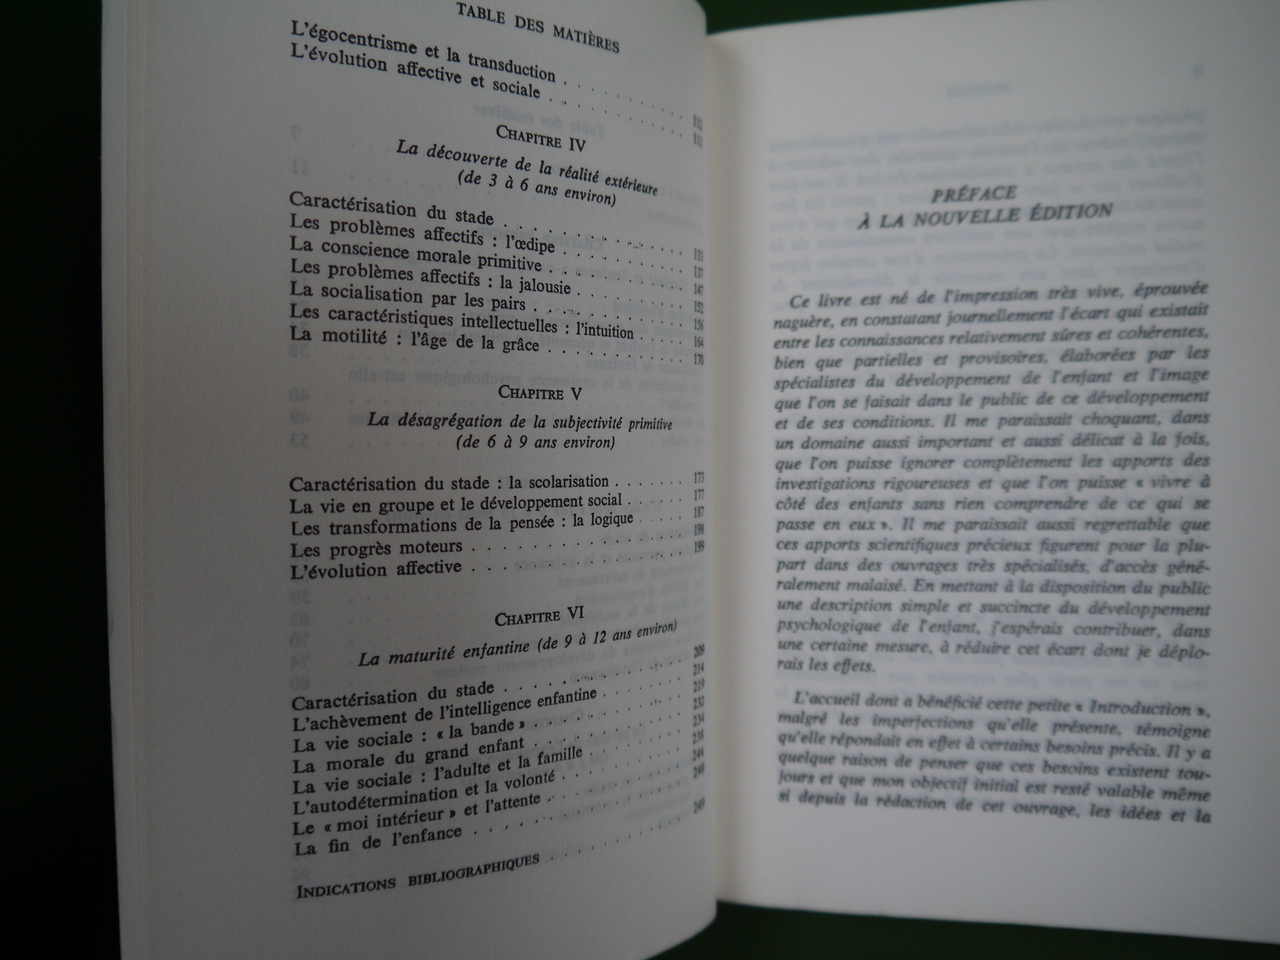 TABLE DES MATIÈRES
L'égocentrisme et la transduction
L'évolution affective et sociale
CHAPITRE IV
La découverte de la réalité extérieure
(de 3 à 6 ans environ)
Caractérisation du stade
Les problèmes affectifs : l'œdipe
La conscience morale primitive
Les problèmes affectifs : la jalousie
La socialisation par les pairs
Les caractéristiques intellectuelles : l'intuition
La motilité : l'âge de la grâce . . . . . . . 170
CHAPITRE V
La désagrégation de la subjectivité primitive
(de 6 à 9 ans environ)
Caractérisation du stade : la scolarisation . . . . . . 173
La vie en groupe et le développement social . . . . . 177
Les transformations de la pensée : la logique . . . . . 187
Les progrès moteurs . . . . . . . . . . 198
L'évolution affective . . . . . . . . . . 199
CHAPITRE VI
La maturité enfantine (de 9 à 12 ans environ)
Caractérisation du stade . . . . . . . . 209
L'achèvement de l'intelligence enfantine . . . . 214
La vie sociale : « la bande » . . . . . . . 219
La morale du grand enfant . . . . . . . 232
La vie sociale : l'adulte et la famille . . . . . 234
L'autodétermination et la volonté . . . . . . 238
Le « moi intérieur » et l'attente . . . . . . 244
La fin de l'enfance . . . . . . . . . 248
INDICATIONS BIBLIOGRAPHIQUES . . . . . . . 249
PRÉFACE
À LA NOUVELLE ÉDITION
Ce livre est né de l'impression très vive, éprouvée
naguère, en constatant journellement l'écart qui existait
entre les connaissances relativement sûres et cohérentes,
bien que partielles et provisoires, élaborées par les
spécialistes du développement de l'enfant et l'image
que l'on se faisait dans le public de ce développement
et de ses conditions. Il me paraissait choquant, dans
un domaine aussi important et aussi délicat à la fois,
que l'on puisse ignorer complètement les apports des
investigations rigoureuses et que l'on puisse « vivre à
côté des enfants sans rien comprendre de ce qui se
passe en eux ». Il me paraissait aussi regrettable que
ces apports scientifiques précieux figurent pour la plu-
part dans des ouvrages très spécialisés, d'accès géné-
ralement malaisé. En mettant à la disposition du public
une description simple et succincte du développement
psychologique de l'enfant, j'espérais contribuer, dans
une certaine mesure, à réduire cet écart dont je déplo-
rais les effets.
L'accueil dont a bénéficié cette petite « Introduction »,
malgré les imperfections qu'elle présente, témoigne
qu'elle répondait en effet à certains besoins précis. Il y a
quelque raison de penser que ces besoins existent tou-
jours et que mon objectif initial est resté valable même
si depuis la rédaction de cet ouvrage, les idées et la